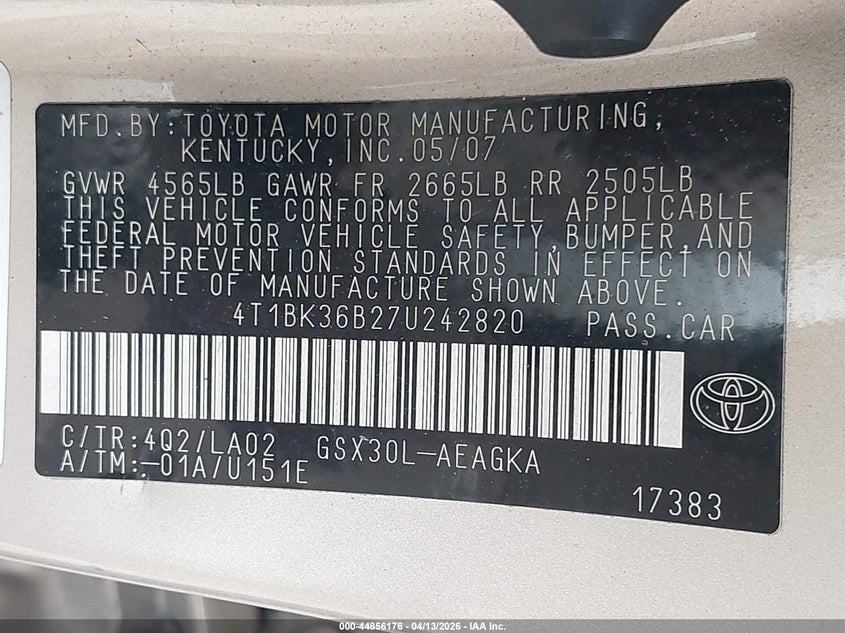 MFD.BY:TOYOTA MOTOR MANUFACTURING,
KENTUCKY,INC.05/07
GVWR 4565LB GAWR FR 2665LB RR 2505LB
THIS VEHICLE CONFORMS TO ALL APPLICABLE
FEDERAL MOTOR VEHICLE SAFETY,BUMPER,AND
THEFT PREVENTION STANDARDS IN EFFECT ON
THE DATE OF MANUFACTURE SHOWN ABOVE.
4T1BK36B27U242820 PASS.CAR
C/TR:4Q2/LA02 GSX30L-AEAGKA
A/TM:-01A/U151E
17383
000-44856176 - 04/13/2026 - IAA Inc.